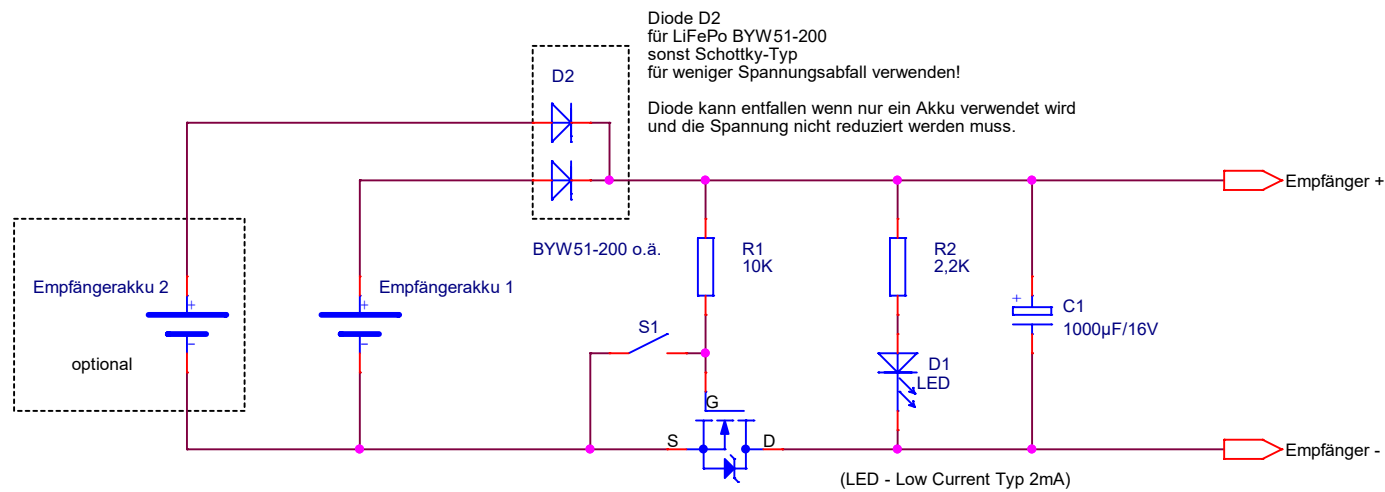 Diode D2
für LiFePo BYW51-200
sonst Schottky-Typ
für weniger Spannungsabfall verwenden!
Diode kann entfallen wenn nur ein Akku verwendet wird
und die Spannung nicht reduziert werden muss.
D2
Empfänger +
BYW51-200 o.ä.
R1
10K
R2
2,2K
Empfängerakku 2
+
-
optional
Empfängerakku 1
+
-
+
C1
1000µF/16V
S1
D1
LED
G
S
D
Empfänger -
(LED - Low Current Typ 2mA)